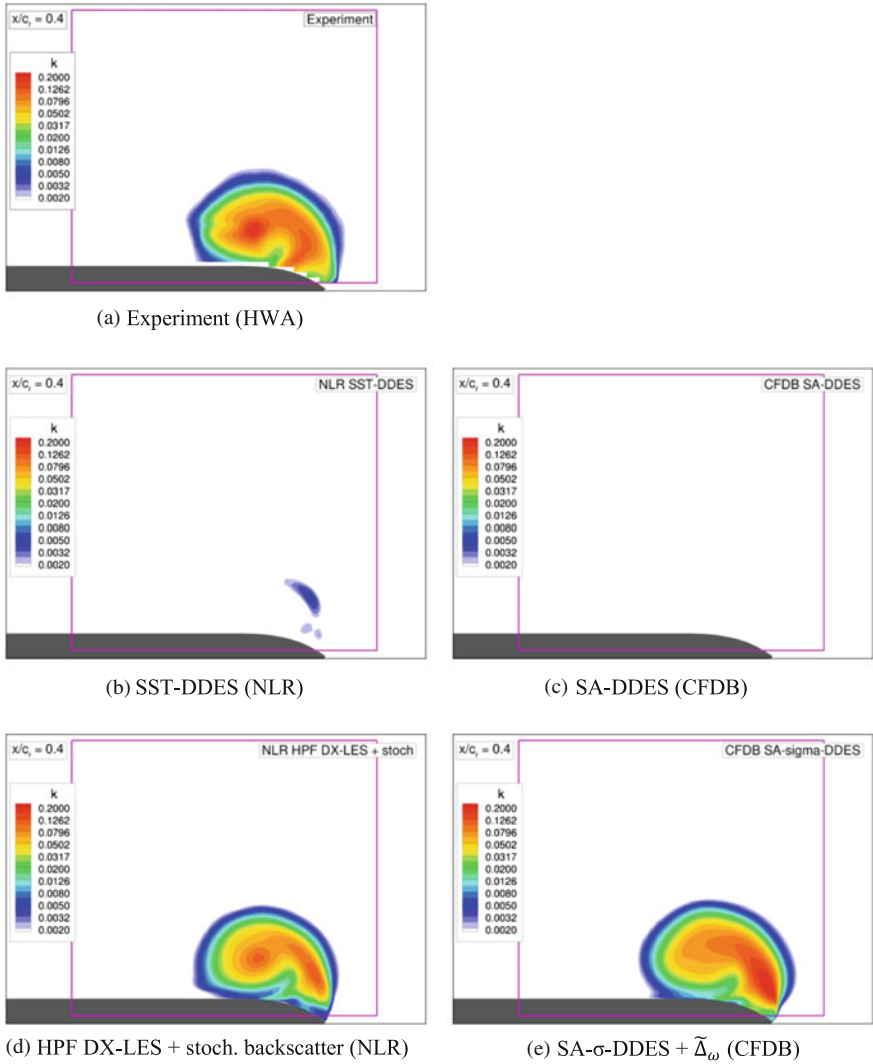 x/cr = 0.4
Experiment
k
0.2000
0.1262
0.0796
0.0502
0.0317
0.0200
0.0126
0.0080
0.0050
0.0032
0.0020
(a) Experiment (HWA)
x/cr = 0.4
NLR SST-DDES
k
0.2000
0.1262
0.0796
0.0502
0.0317
0.0200
0.0126
0.0080
0.0050
0.0032
0.0020
(b) SST-DDES (NLR)
x/cr = 0.4
CFDB SA-DDES
k
0.2000
0.1262
0.0796
0.0502
0.0317
0.0200
0.0126
0.0080
0.0050
0.0032
0.0020
(c) SA-DDES (CFDB)
x/cr = 0.4
NLR HPF DX-LES + stoch
k
0.2000
0.1262
0.0796
0.0502
0.0317
0.0200
0.0126
0.0080
0.0050
0.0032
0.0020
(d) HPF DX-LES + stoch. backscatter (NLR)
x/cr = 0.4
CFDB SA-sigma-DDES
k
0.2000
0.1262
0.0796
0.0502
0.0317
0.0200
0.0126
0.0080
0.0050
0.0032
0.0020
(e) SA-σ-DDES + Δ̃ω (CFDB)